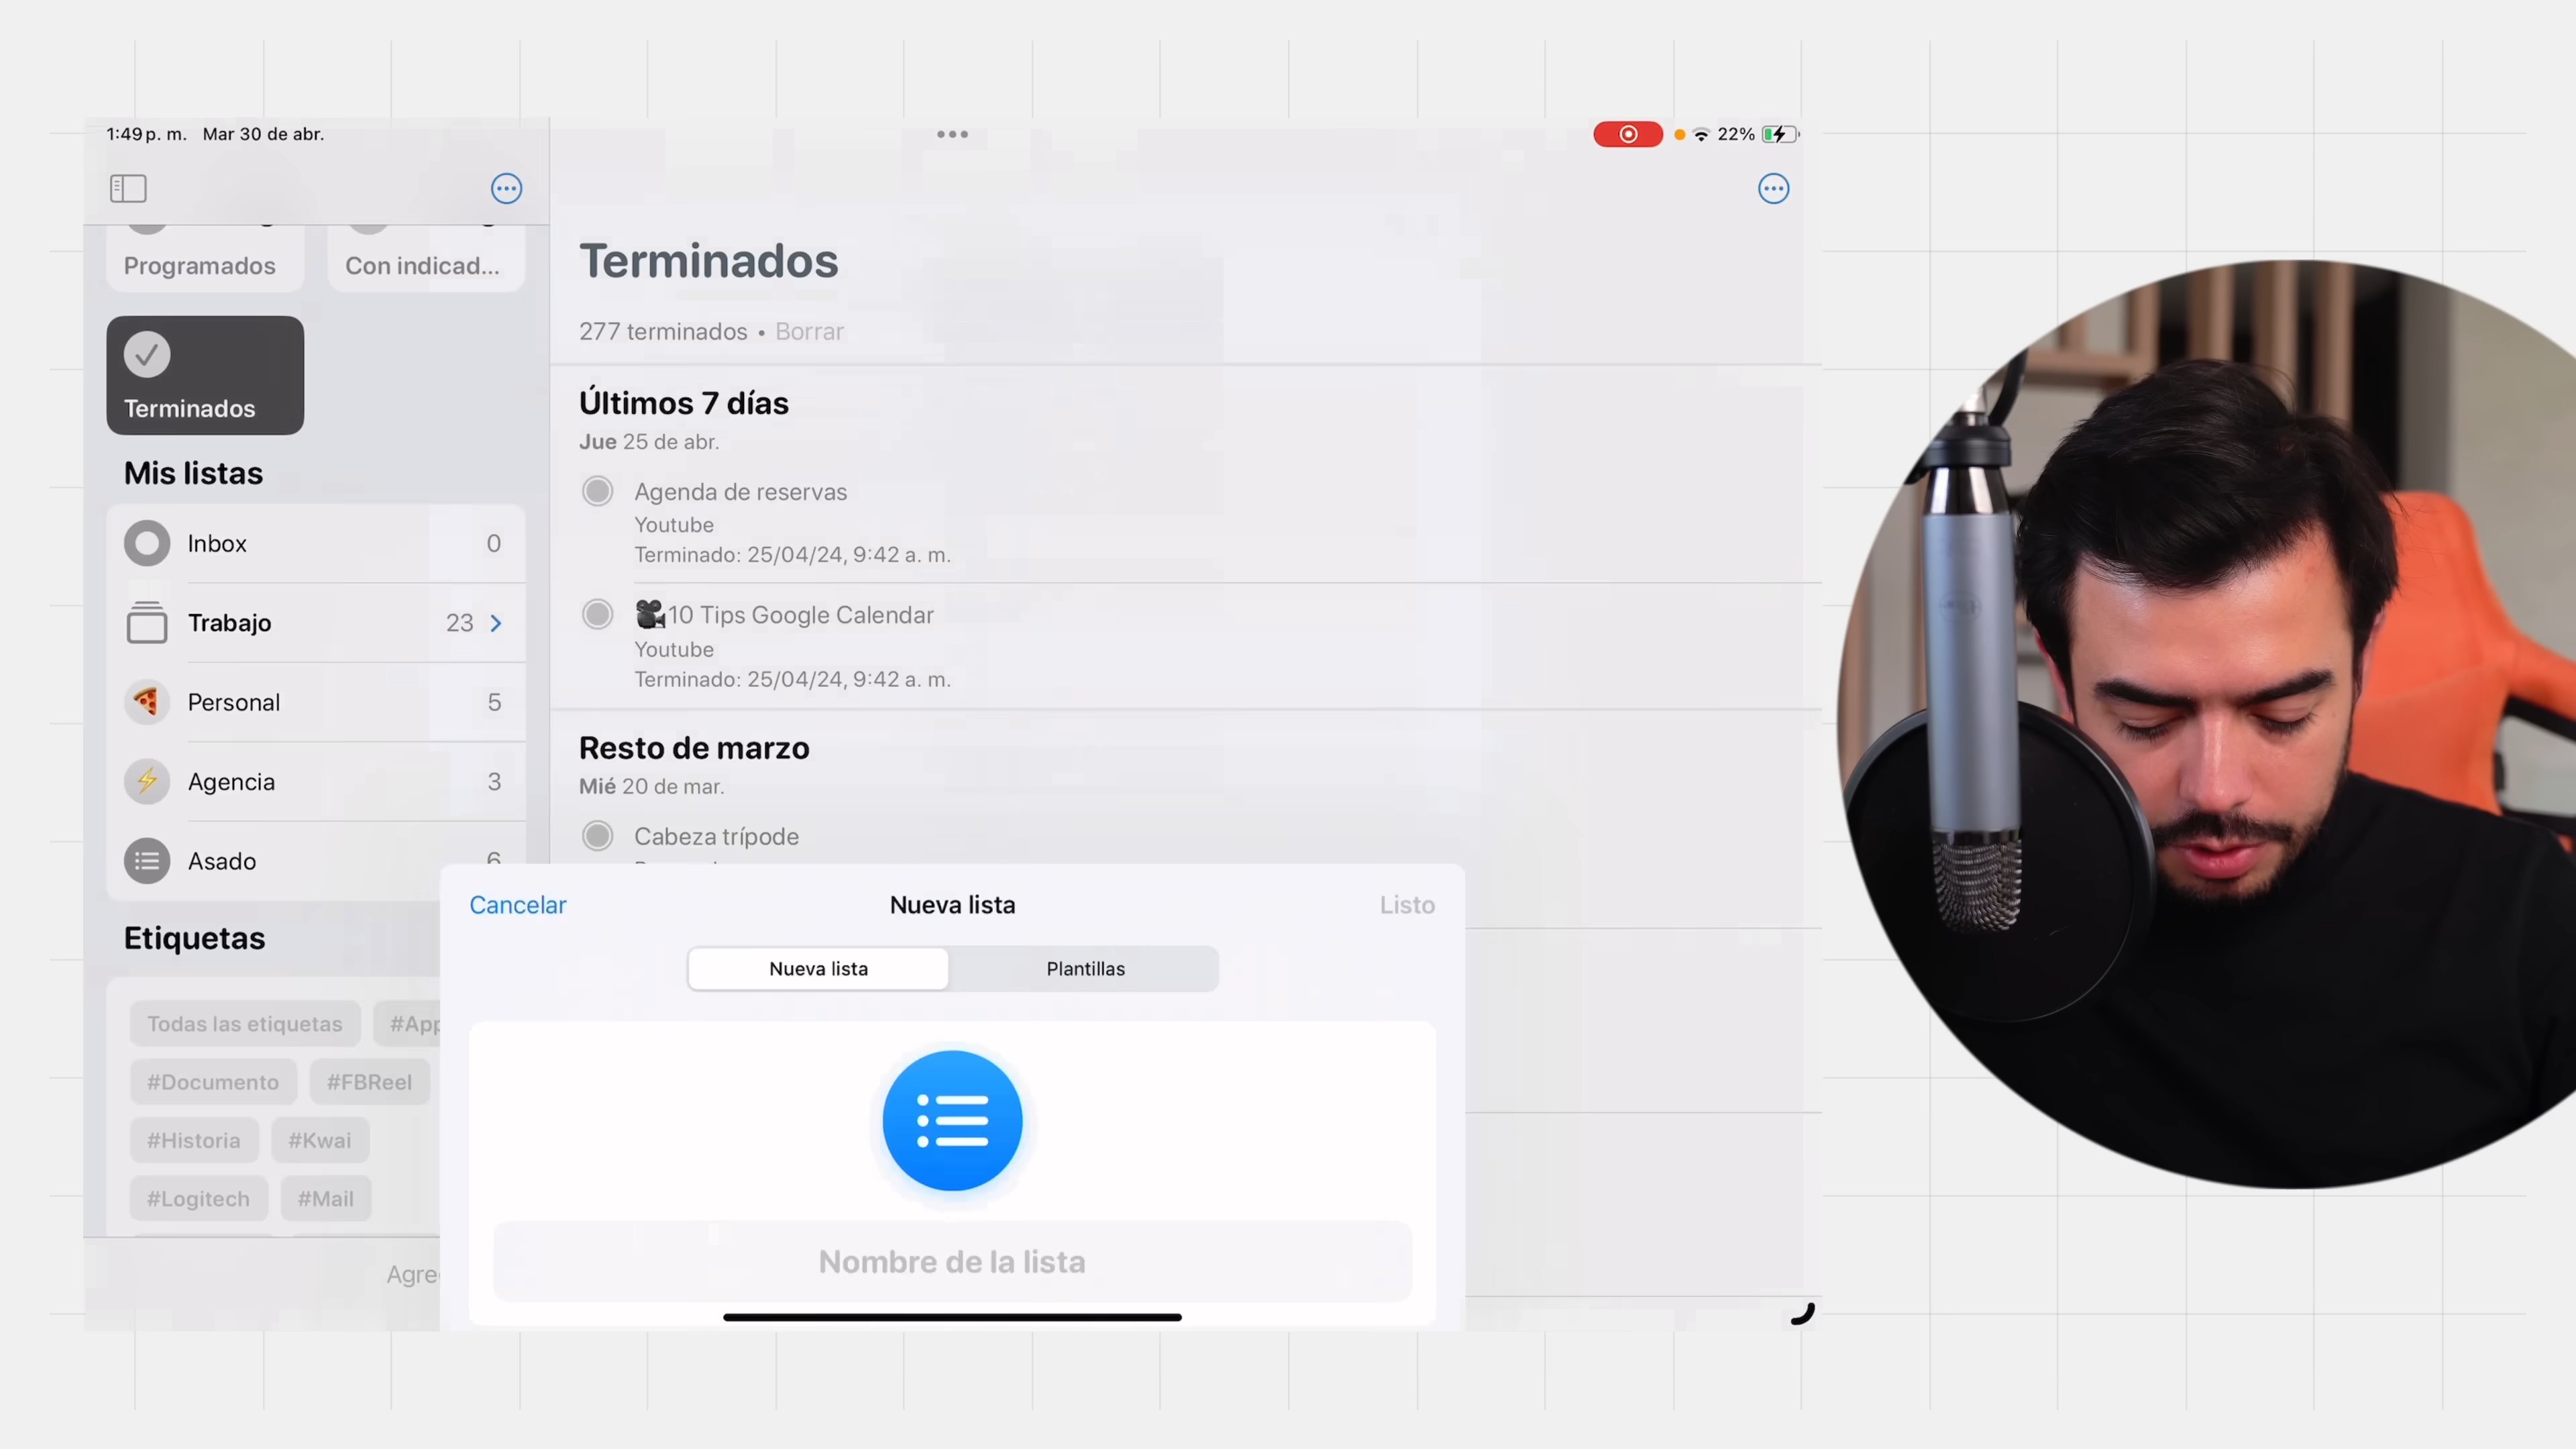 1:49 p. m. Mar 30 de abr.
22%
Programados
Con indicad...
Terminados
Mis listas
Inbox 0
Trabajo 23
Personal 5
Agencia 3
Asado 6
Etiquetas
Todas las etiquetas #App
#Documento #FBReel
#Historia #Kwai
#Logitech #Mail
Agre
Terminados
277 terminados • Borrar
Últimos 7 días
Jue 25 de abr.
Agenda de reservas
Youtube
Terminado: 25/04/24, 9:42 a. m.
10 Tips Google Calendar
Youtube
Terminado: 25/04/24, 9:42 a. m.
Resto de marzo
Mié 20 de mar.
Cabeza trípode
Cancelar Nueva lista Listo
Nueva lista Plantillas
Nombre de la lista